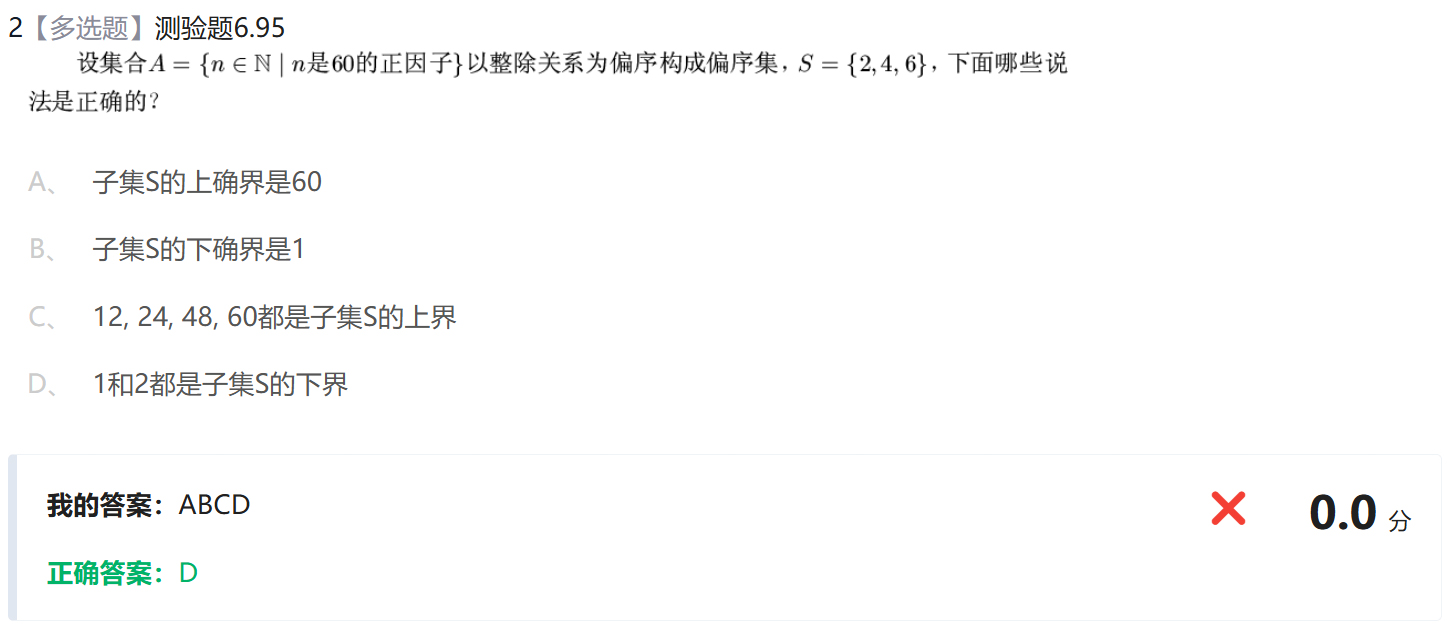 2【多选题】测验题6.95
设集合A = {n ∈ ℕ | n是60的正因子}以整除关系为偏序构成偏序集，S = {2, 4, 6}，下面哪些说
法是正确的？
A、 子集S的上确界是60
B、 子集S的下确界是1
C、 12, 24, 48, 60都是子集S的上界
D、 1和2都是子集S的下界
我的答案：ABCD 0.0 分
正确答案：D